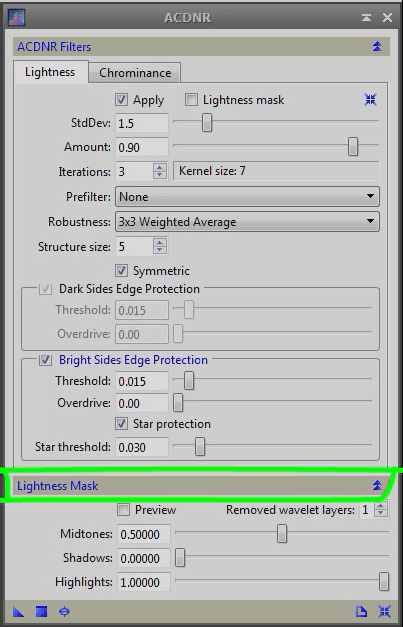 ACDNR
ACDNR Filters
Lightness Chrominance
Apply Lightness mask
StdDev: 1.5
Amount: 0.90
Iterations: 3 Kernel size: 7
Prefilter: None
Robustness: 3x3 Weighted Average
Structure size: 5
Symmetric
Dark Sides Edge Protection
Threshold: 0.015
Overdrive: 0.00
Bright Sides Edge Protection
Threshold: 0.015
Overdrive: 0.00
Star protection
Star threshold: 0.030
Lightness Mask
Preview Removed wavelet layers: 1
Midtones: 0.50000
Shadows: 0.00000
Highlights: 1.00000